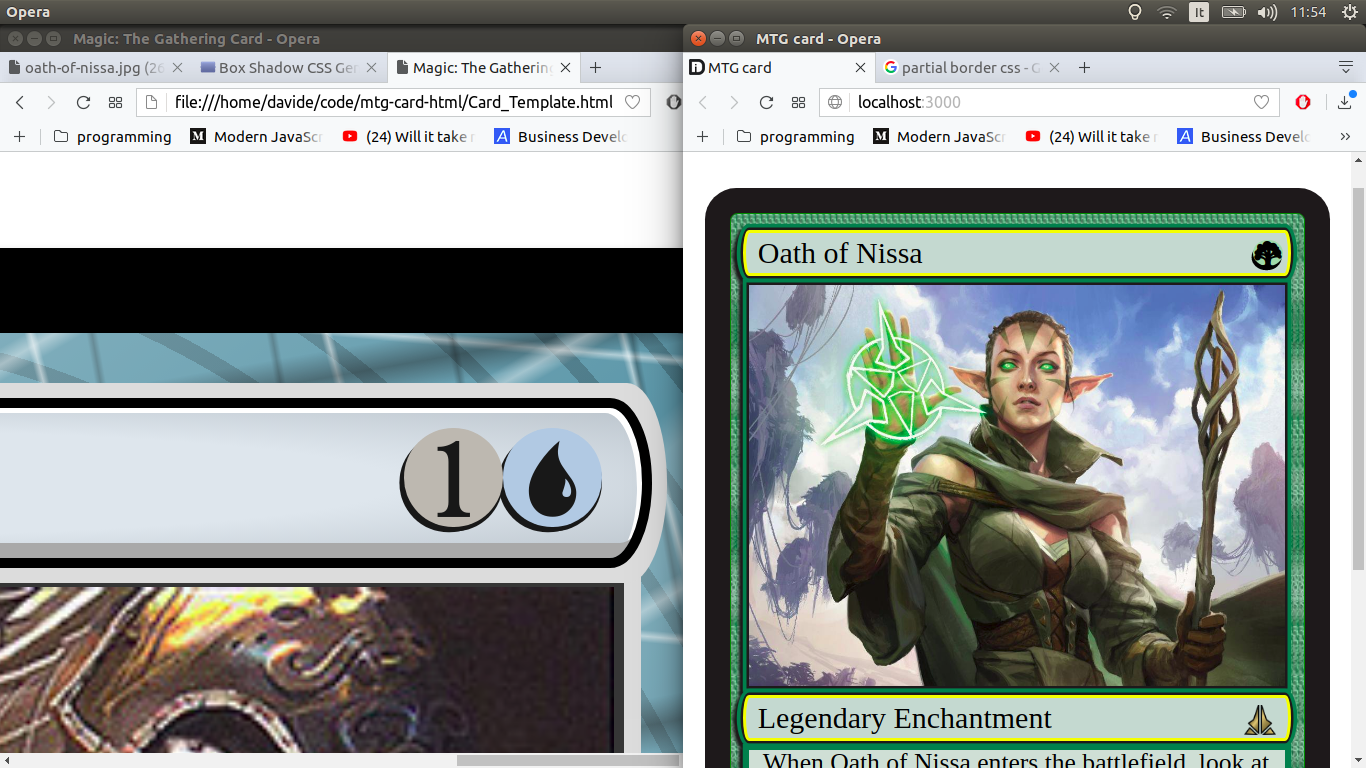 Opera
It
11:54
Magic: The Gathering Card - Opera
oath-of-nissa.jpg (26
Box Shadow CSS Gen
Magic: The Gathering
file:///home/davide/code/mtg-card-html/Card_Template.html
programming
M Modern JavaScr
(24) Will it take
A Business Develo
1
MTG card - Opera
MTG card
partial border css - G
localhost:3000
programming
M Modern JavaScr
(24) Will it take
A Business Develo
Oath of Nissa
Legendary Enchantment
When Oath of Nissa enters the battlefield, look at